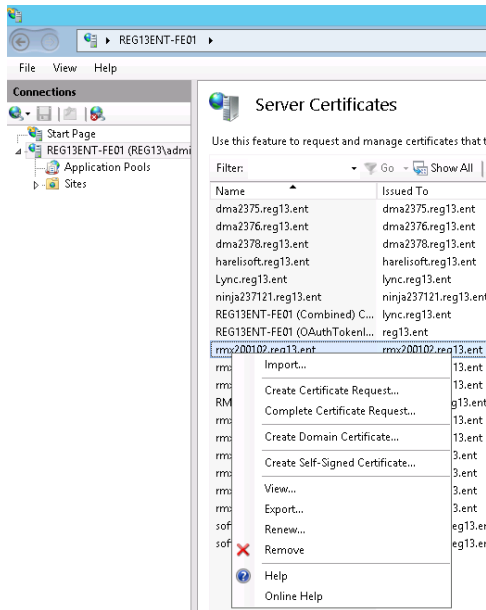 REG13ENT-FE01
File View Help
Connections
Start Page
REG13ENT-FE01 (REG13\admi
Application Pools
Sites
Server Certificates
Use this feature to request and manage certificates that t
Filter: Go Show All
Name Issued To
dma2375.reg13.ent dma2375.reg13.ent
dma2376.reg13.ent dma2376.reg13.ent
dma2378.reg13.ent dma2378.reg13.ent
harelisoft.reg13.ent harelisoft.reg13.ent
Lync.reg13.ent lync.reg13.ent
ninja237121.reg13.ent ninja237121.reg13.ent
REG13ENT-FE01 (Combined) C... lync.reg13.ent
REG13ENT-FE01 (OAuthTokenI... reg13.ent
rmx200102.reg13.ent rmx200102.reg13.ent
Import...
Create Certificate Request...
Complete Certificate Request...
Create Domain Certificate...
Create Self-Signed Certificate...
View...
Export...
Renew...
Remove
Help
Online Help